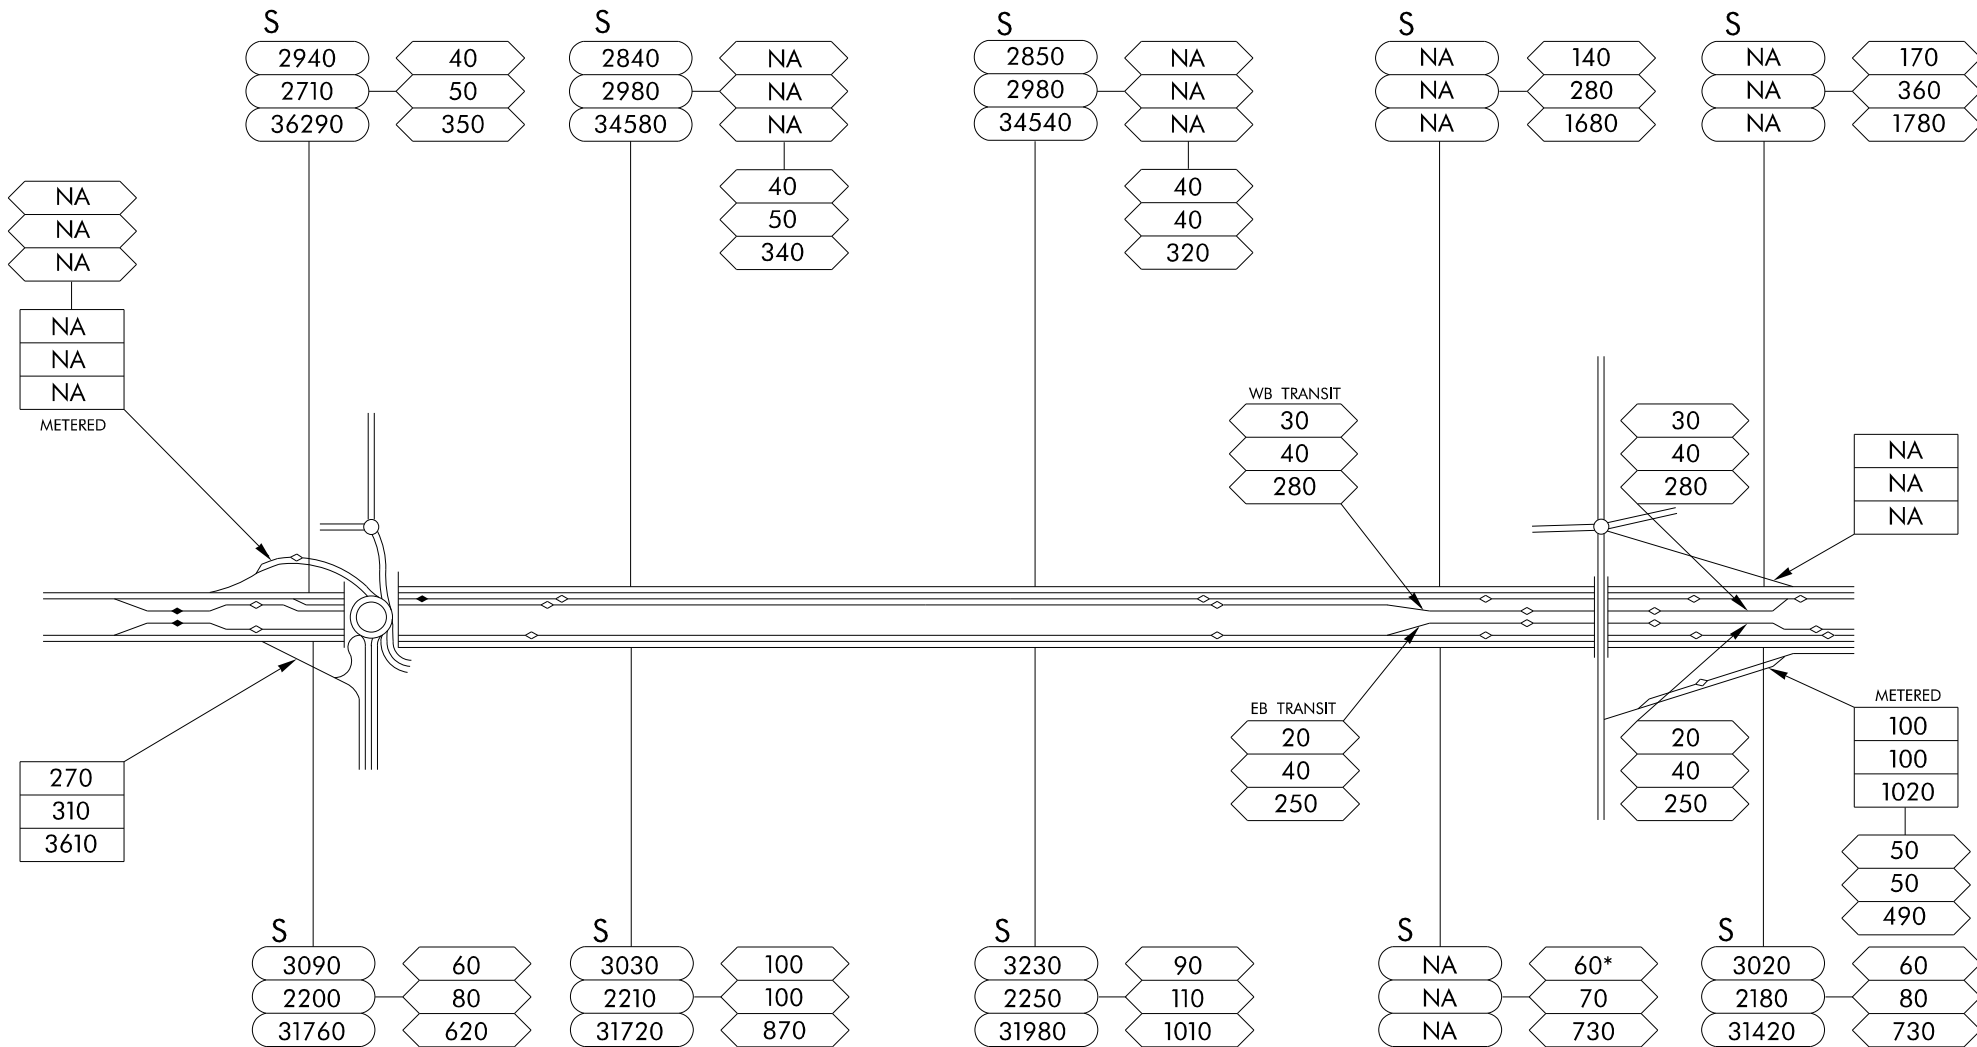 S S S S S
2940 40 2840 NA 2850 NA NA 140 NA 170
2710 50 2980 NA 2980 NA NA 280 NA 360
36290 350 34580 NA 34540 NA NA 1680 NA 1780
NA
NA
NA
40
50
340
40
40
320
NA
NA
NA
METERED
WB TRANSIT
30
40
280
30
40
280
NA
NA
NA
270
310
3610
EB TRANSIT
20
40
250
20
40
250
METERED
100
100
1020
50
50
490
S S S S S
3090 60 3030 100 3230 90 NA 60* 3020 60
2200 80 2210 100 2250 110 NA 70 2180 80
31760 620 31720 870 31980 1010 NA 730 31420 730